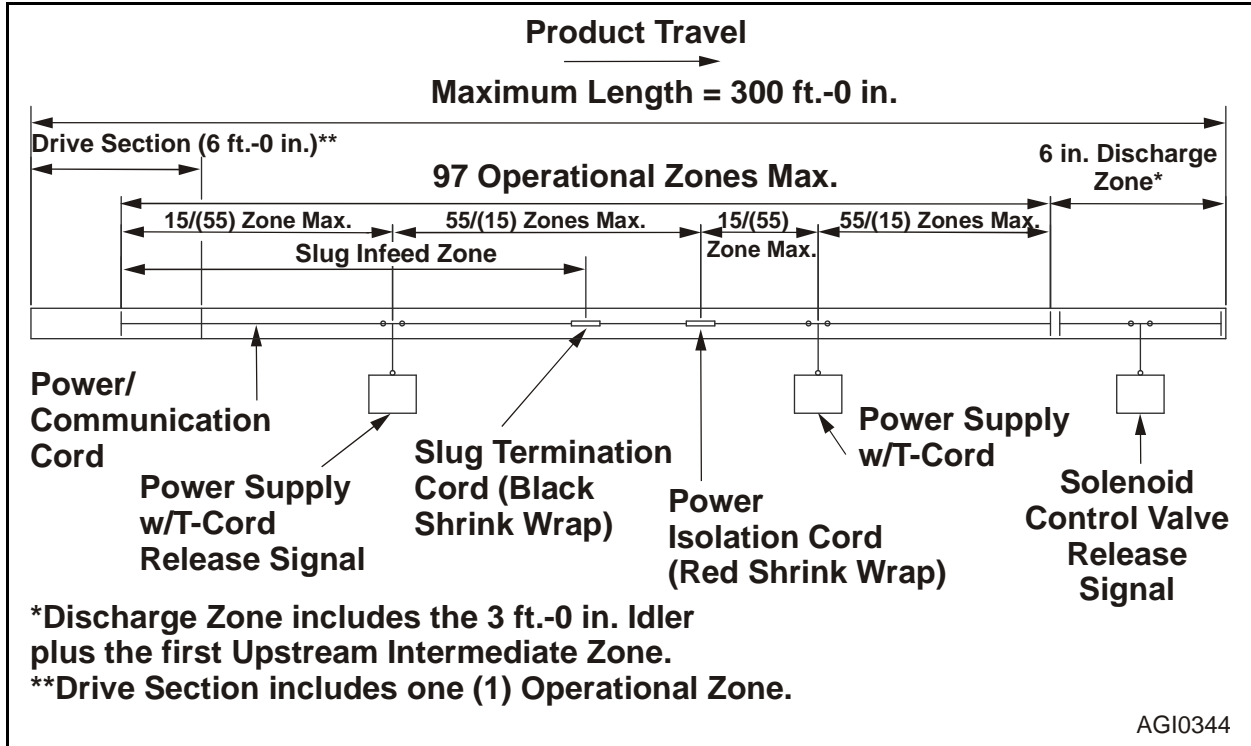 Product Travel
Maximum Length = 300 ft.-0 in.
Drive Section (6 ft.-0 in.)**
6 in. Discharge
Zone*
97 Operational Zones Max.
15/(55) Zone Max.
55/(15) Zones Max.
15/(55)
Zone Max.
55/(15) Zones Max.
Slug Infeed Zone
Power/
Communication
Cord
Power Supply
w/T-Cord
Release Signal
Slug Termination
Cord (Black
Shrink Wrap)
Power
Isolation Cord
(Red Shrink Wrap)
Power Supply
w/T-Cord
Solenoid
Control Valve
Release
Signal
*Discharge Zone includes the 3 ft.-0 in. Idler
plus the first Upstream Intermediate Zone.
**Drive Section includes one (1) Operational Zone.
AGI0344